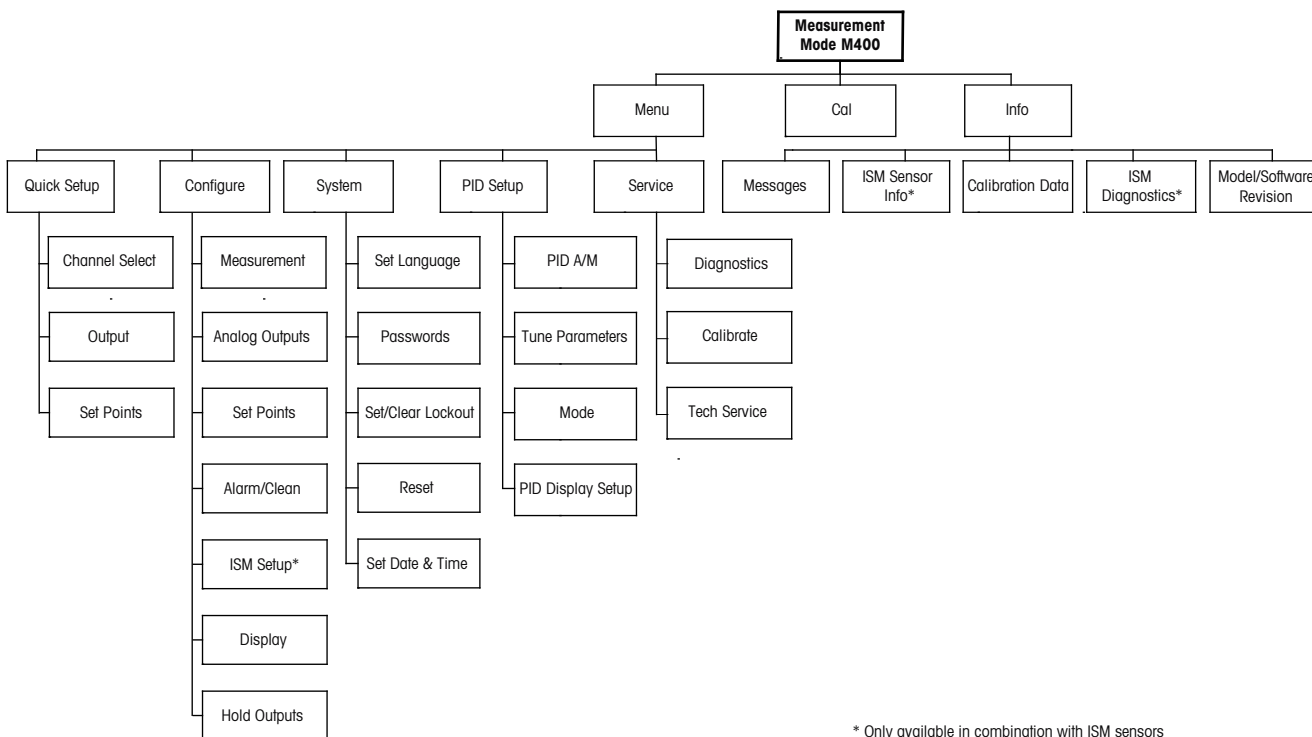 Measurement
Mode M400
Menu
Cal
Info
Quick Setup
Configure
System
PID Setup
Service
Messages
ISM Sensor
Info*
Calibration Data
ISM
Diagnostics*
Model/Software
Revision
Channel Select
Output
Set Points
Measurement
Analog Outputs
Set Points
Alarm/Clean
ISM Setup*
Display
Hold Outputs
Set Language
Passwords
Set/Clear Lockout
Reset
Set Date & Time
PID A/M
Tune Parameters
Mode
PID Display Setup
Diagnostics
Calibrate
Tech Service
* Only available in combination with ISM sensors